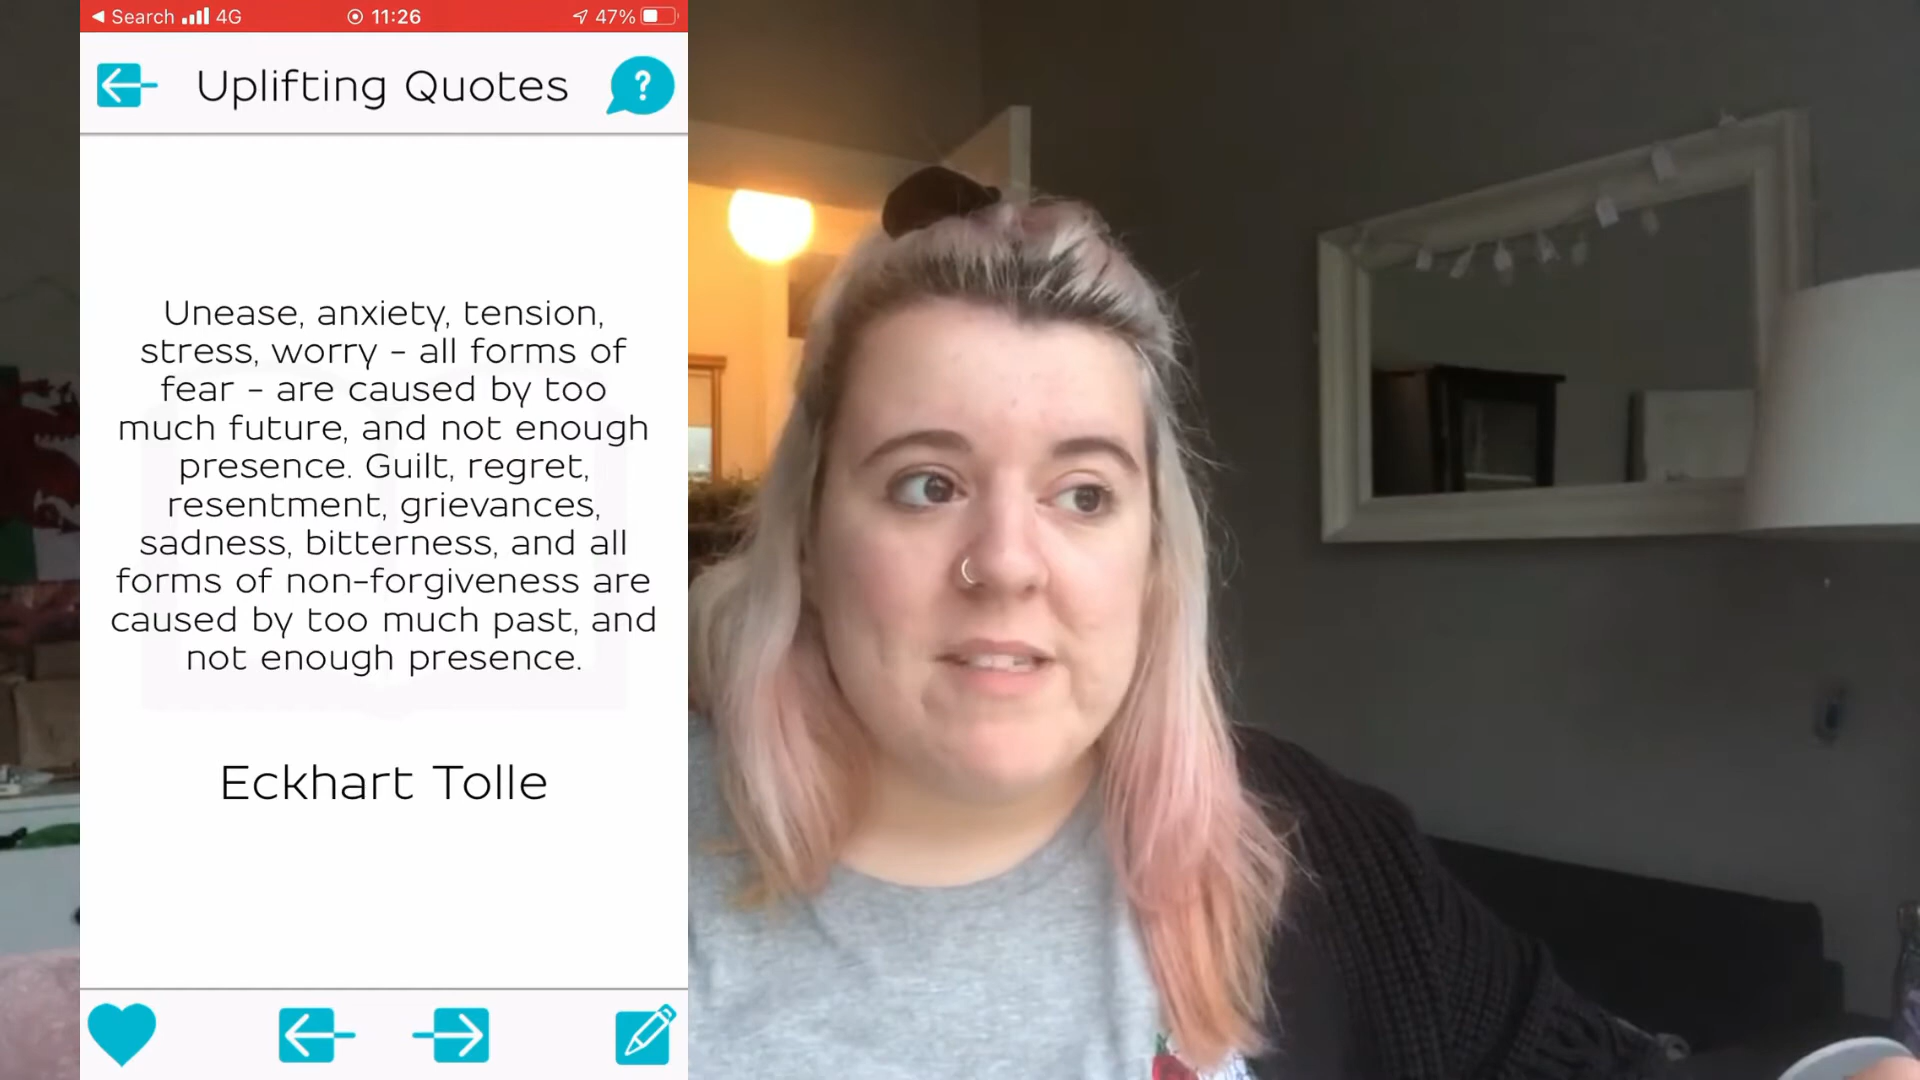 Search 4G 11:26 47%
Uplifting Quotes ?
Unease, anxiety, tension,
stress, worry - all forms of
fear - are caused by too
much future, and not enough
presence. Guilt, regret,
resentment, grievances,
sadness, bitterness, and all
forms of non-forgiveness are
caused by too much past, and
not enough presence.
Eckhart Tolle